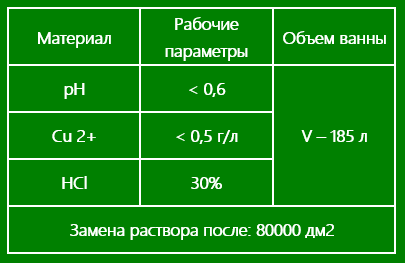 Материал Рабочие параметры Объем ванны
pH < 0,6 V – 185 л
Cu 2+ < 0,5 г/л
HCl 30%
Замена раствора после: 80000 дм2